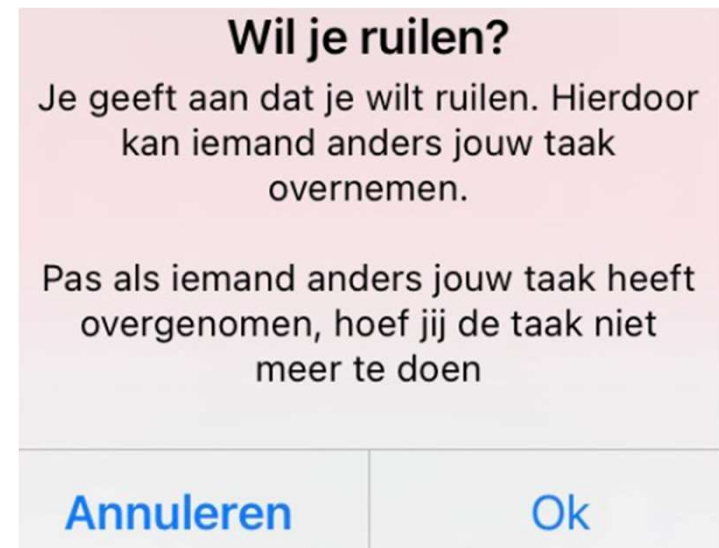 Wil je ruilen?
Je geeft aan dat je wilt ruilen. Hierdoor
kan iemand anders jouw taak
overnemen.
Pas als iemand anders jouw taak heeft
overgenomen, hoef jij de taak niet
meer te doen
Annuleren
Ok